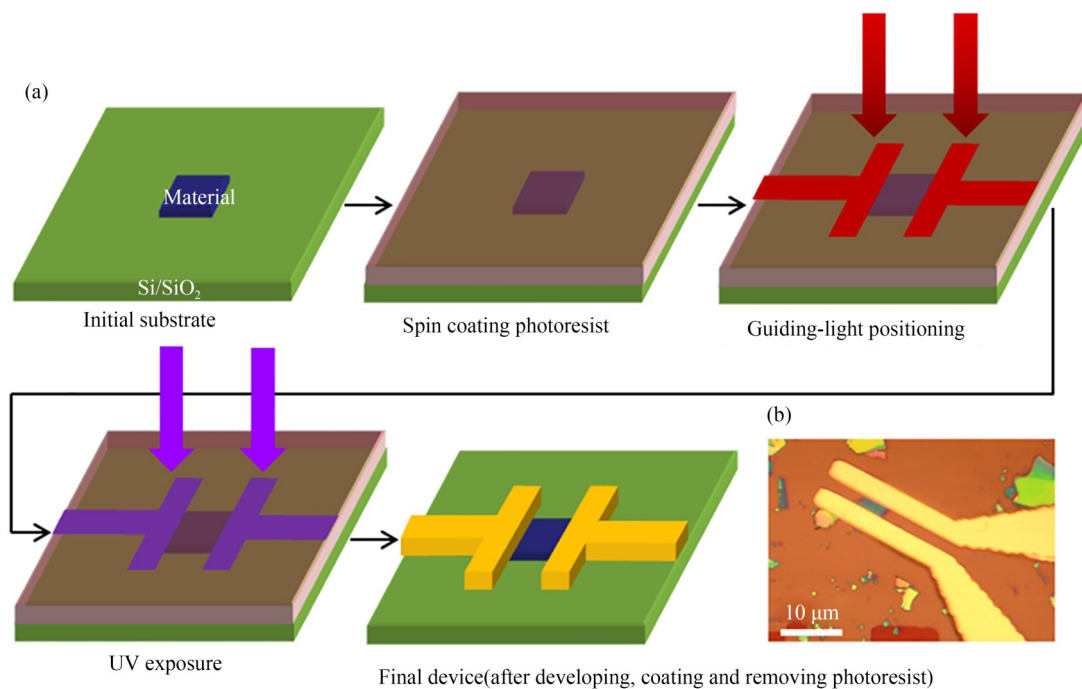 (a)
Material
Si/SiO₂
Initial substrate
Spin coating photoresist
Guiding-light positioning
UV exposure
Final device(after developing, coating and removing photoresist)
(b)
10 μm